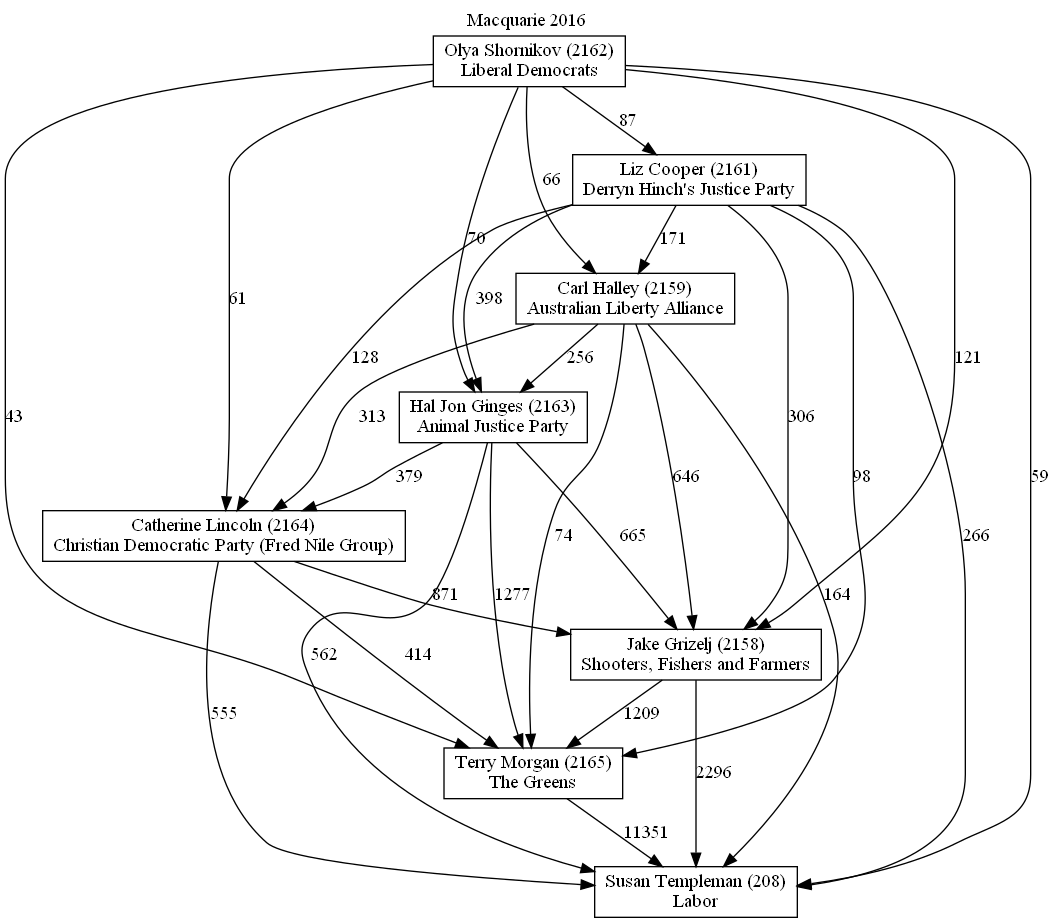 Macquarie 2016
Olya Shornikov (2162)
Liberal Democrats
87
Liz Cooper (2161)
Derryn Hinch's Justice Party
66
70
171
Carl Halley (2159)
Australian Liberty Alliance
61
398
128
256
121
Hal Jon Ginges (2163)
Animal Justice Party
43
313
306
379
646
98
59
Catherine Lincoln (2164)
Christian Democratic Party (Fred Nile Group)
74
665
266
871
1277
164
Jake Grizelj (2158)
Shooters, Fishers and Farmers
562
414
555
1209
Terry Morgan (2165)
The Greens
2296
11351
Susan Templeman (208)
Labor